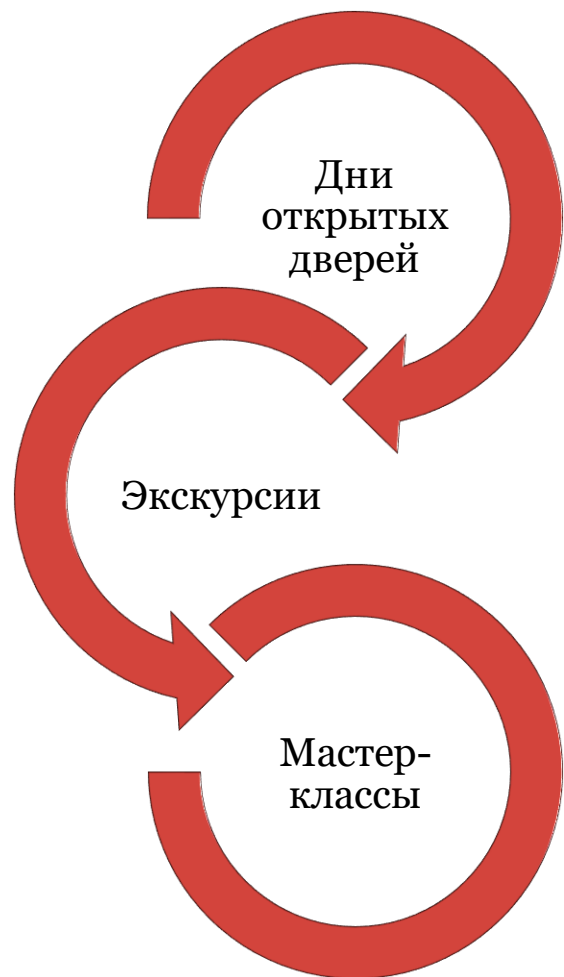 Дни
открытых
дверей
Экскурсии
Мастер-
классы